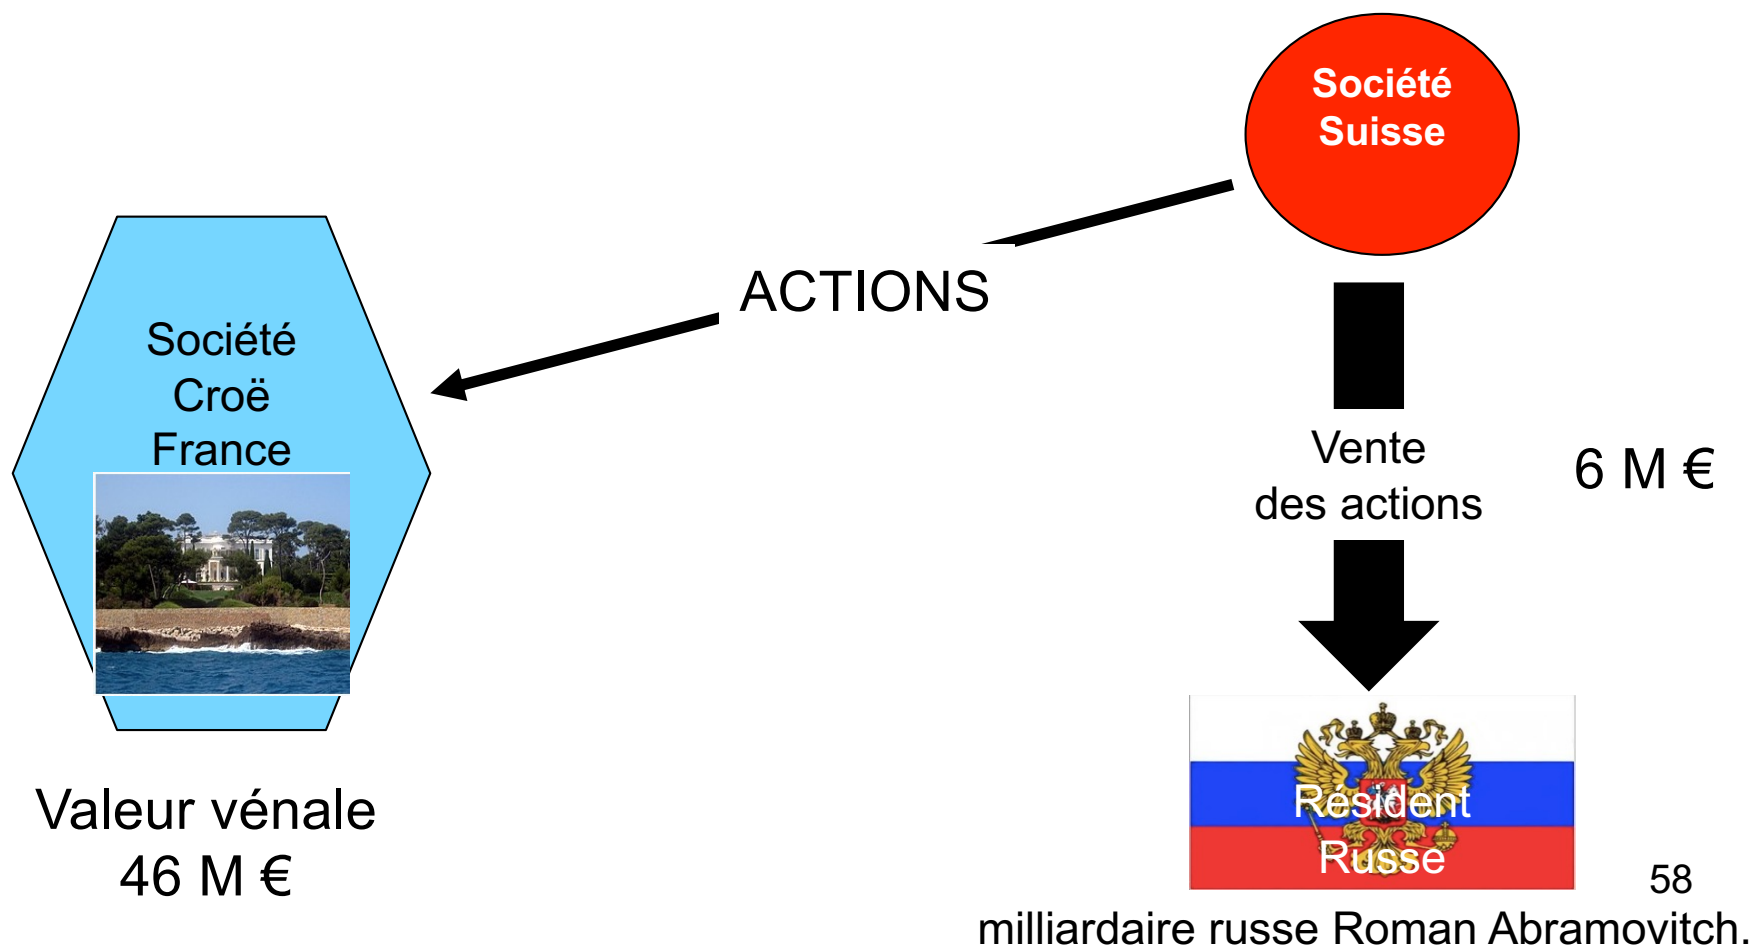 Société
Suisse
ACTIONS
Société
Croë
France
Vente
des actions
6 M €
Valeur vénale
46 M €
Résident
Russe
58
milliardaire russe Roman Abramovitch.